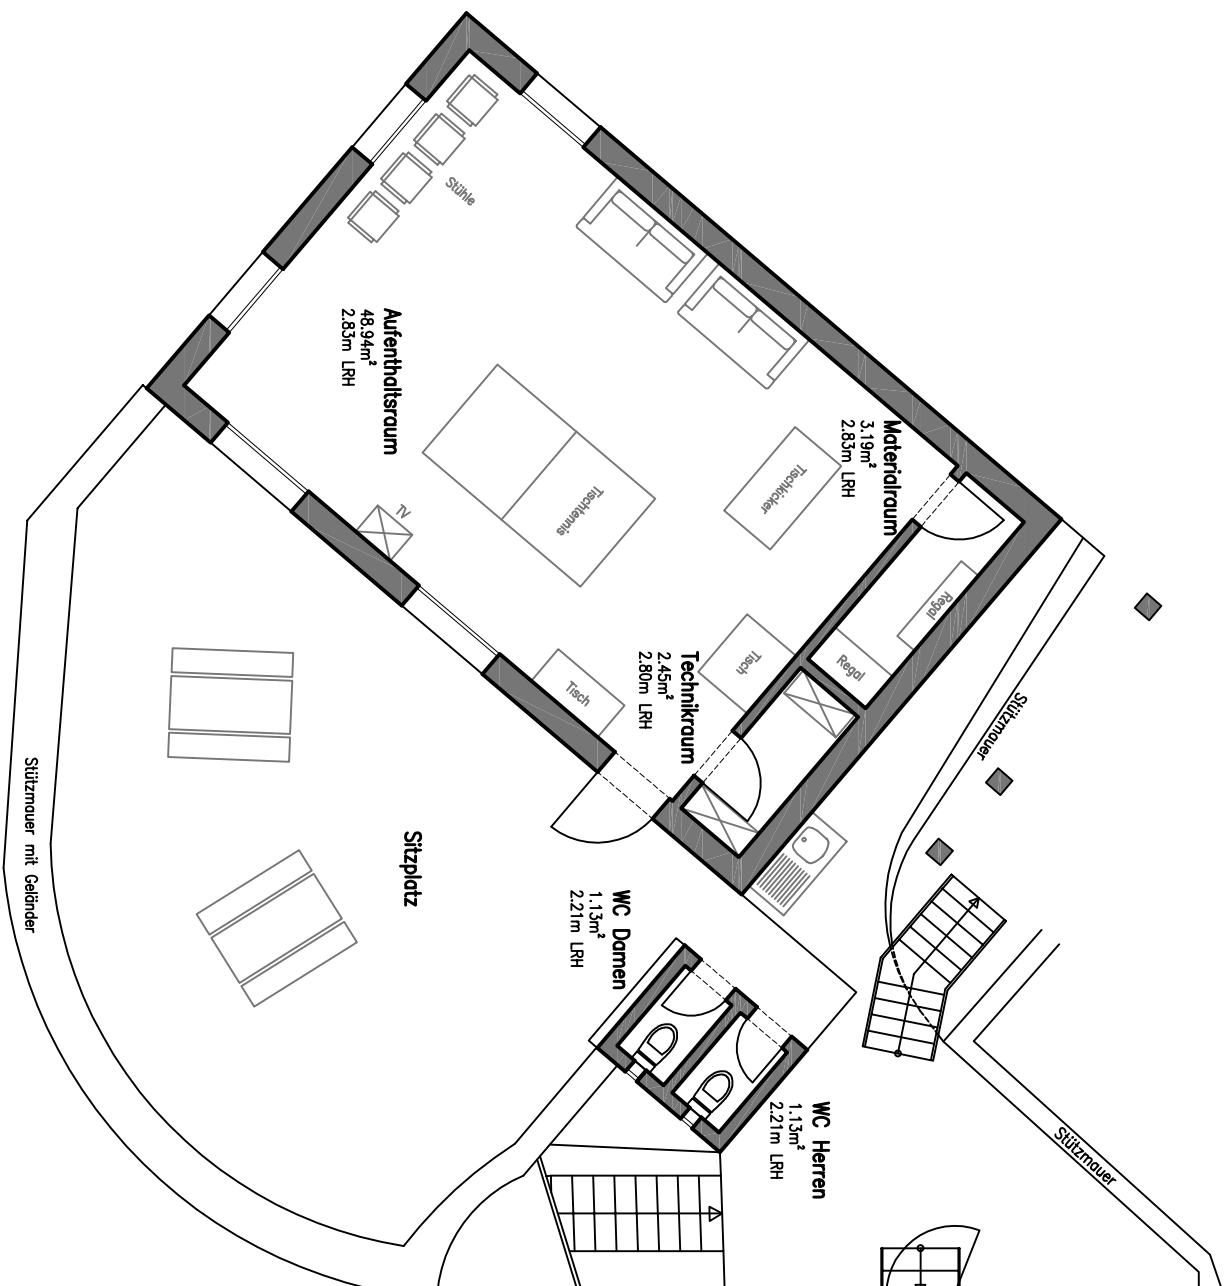 Stühle
Aufenthaltsraum
48.94m²
2.83m LRH
Materialraum
3.19m²
2.83m LRH
Tischkicker
Tischtennis
TV
Regal
Regal
Tisch
Tisch
Technikraum
2.45m²
2.80m LRH
Stützmauer
Stützmauer mit Geländer
Sitzplatz
WC Damen
1.13m²
2.21m LRH
WC Herren
1.13m²
2.21m LRH
Stützmauer